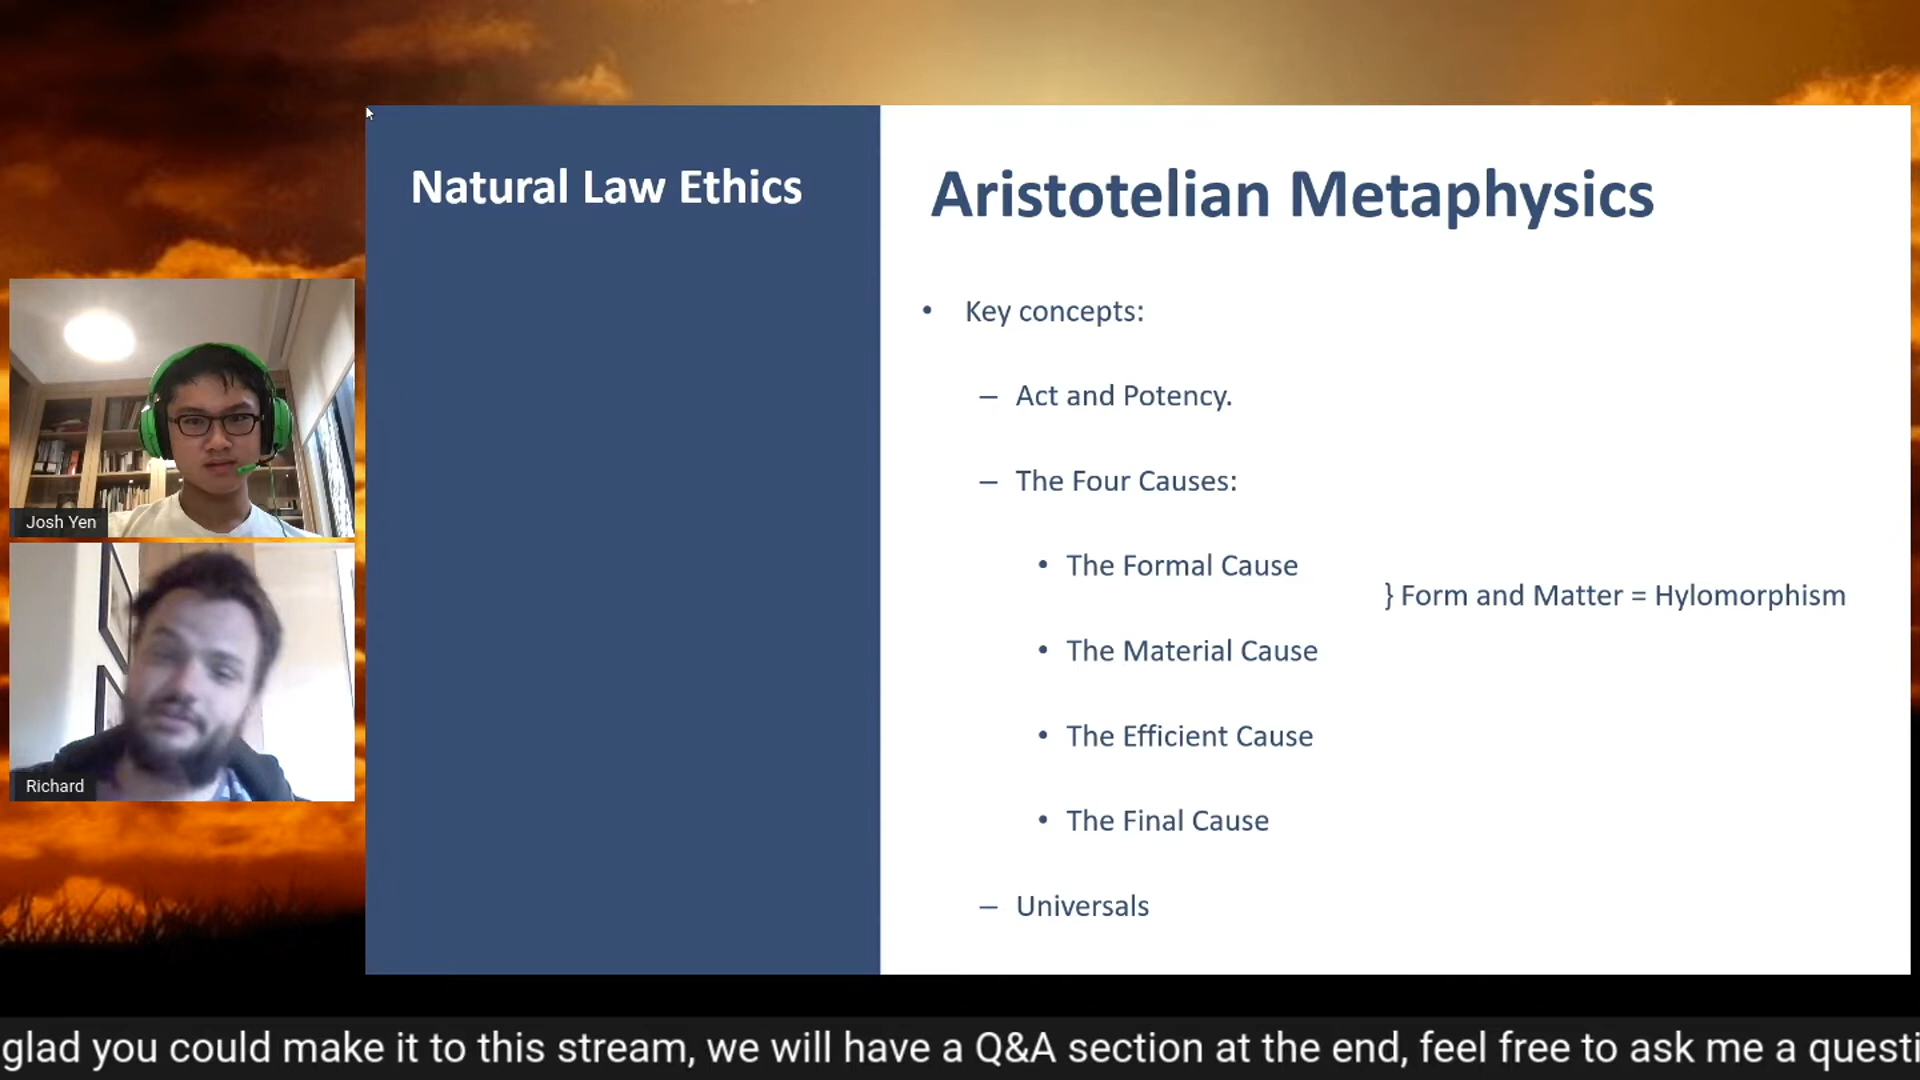 Natural Law Ethics
Aristotelian Metaphysics
• Key concepts:
– Act and Potency.
– The Four Causes:
• The Formal Cause
} Form and Matter = Hylomorphism
• The Material Cause
• The Efficient Cause
• The Final Cause
– Universals
Josh Yen
Richard
glad you could make it to this stream, we will have a Q&A section at the end, feel free to ask me a questi